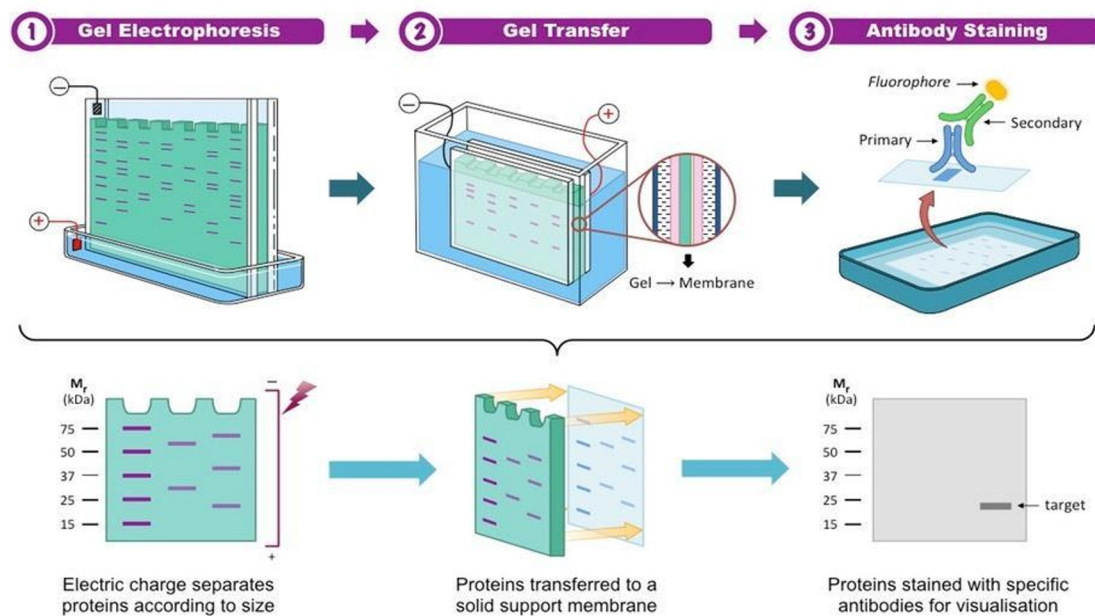 1 Gel Electrophoresis
2 Gel Transfer
3 Antibody Staining
−
+
−
+
Gel → Membrane
Fluorophore
Secondary
Primary
Mr
(kDa)
75
50
37
25
15
−
+
Mr
(kDa)
75
50
37
25
15
target
Electric charge separates
proteins according to size
Proteins transferred to a
solid support membrane
Proteins stained with specific
antibodies for visualisation